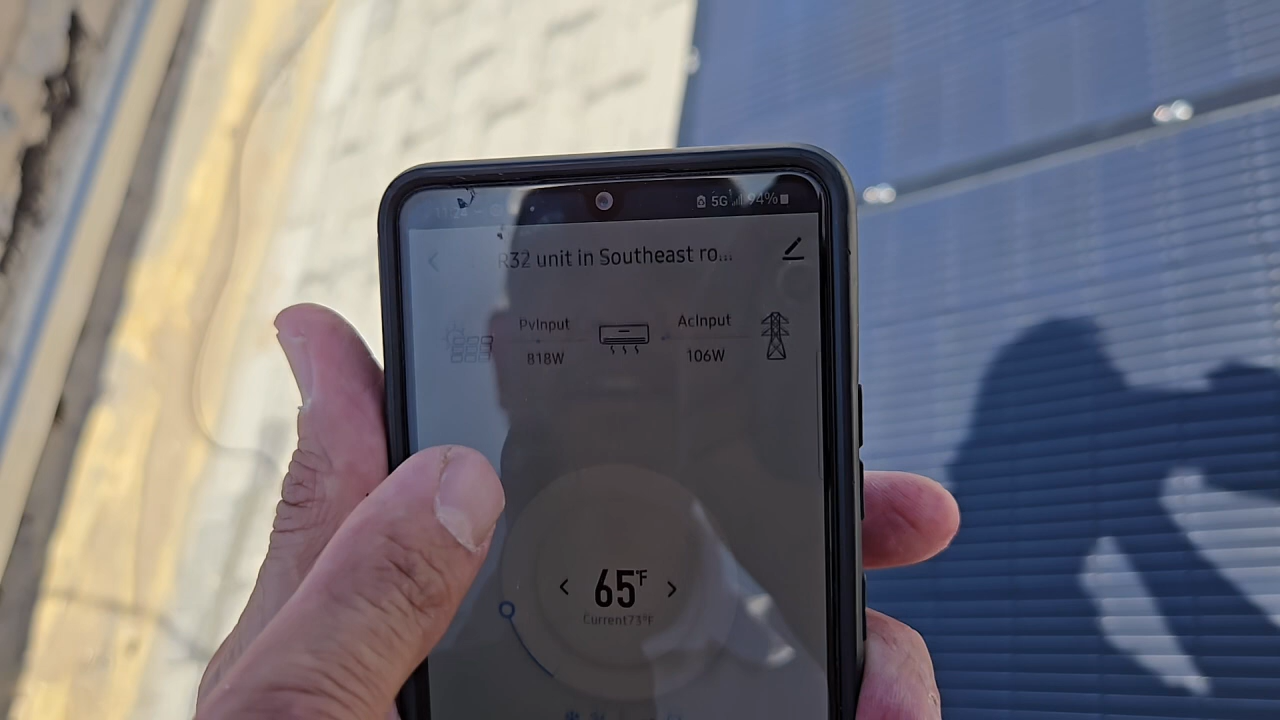 5G 94%
R32 unit in Southeast ro...
PvInput AcInput
818W 106W
< 65°F >
Current73°F